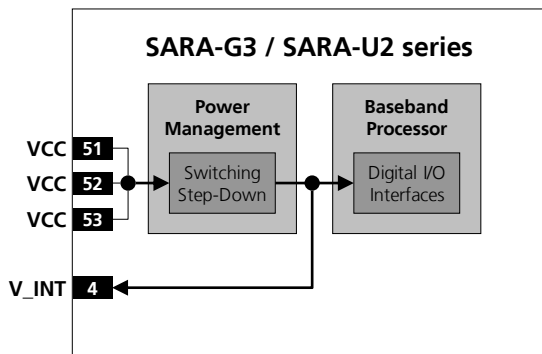 SARA-G3 / SARA-U2 series
Power
Management
Baseband
Processor
Switching
Step-Down
Digital I/O
Interfaces
VCC 51
VCC 52
VCC 53
V_INT 4